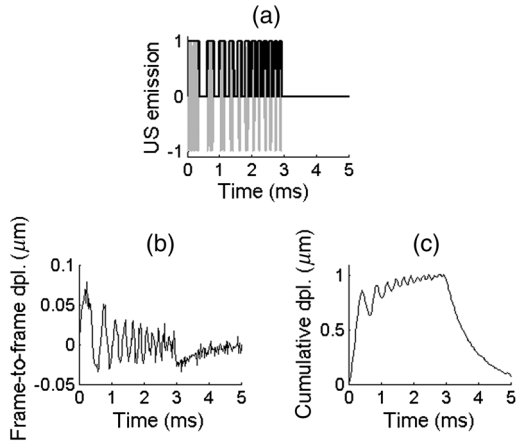 (a)
US emission
1
0
-1
0 1 2 3 4 5
Time (ms)
(b)
Frame-to-frame dpl. (μm)
0.1
0.05
0
-0.05
0 1 2 3 4 5
Time (ms)
(c)
Cumulative dpl. (μm)
1
0.5
0
0 1 2 3 4 5
Time (ms)